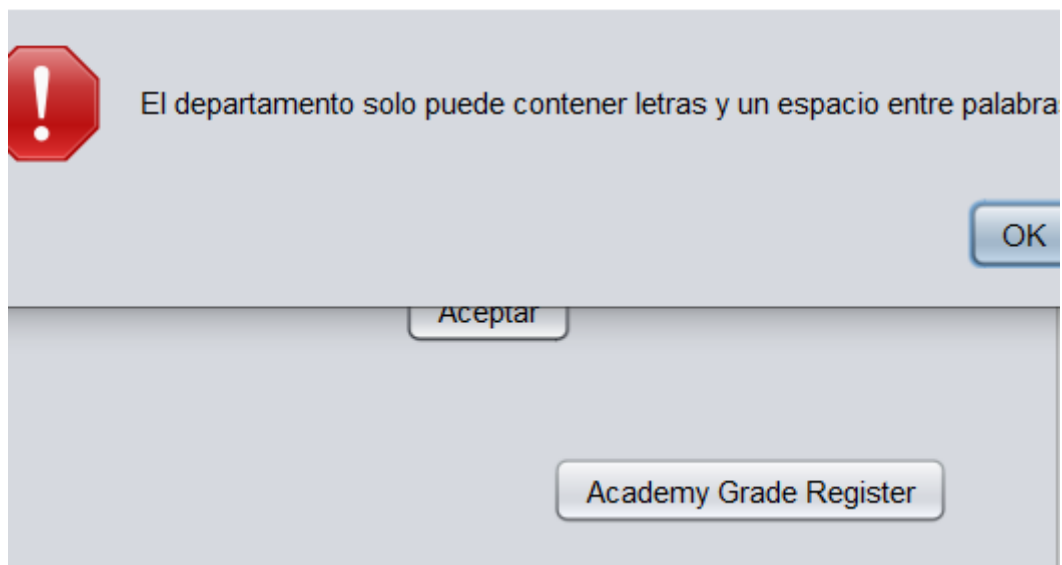 El departamento solo puede contener letras y un espacio entre palabra
OK
Aceptar
Academy Grade Register